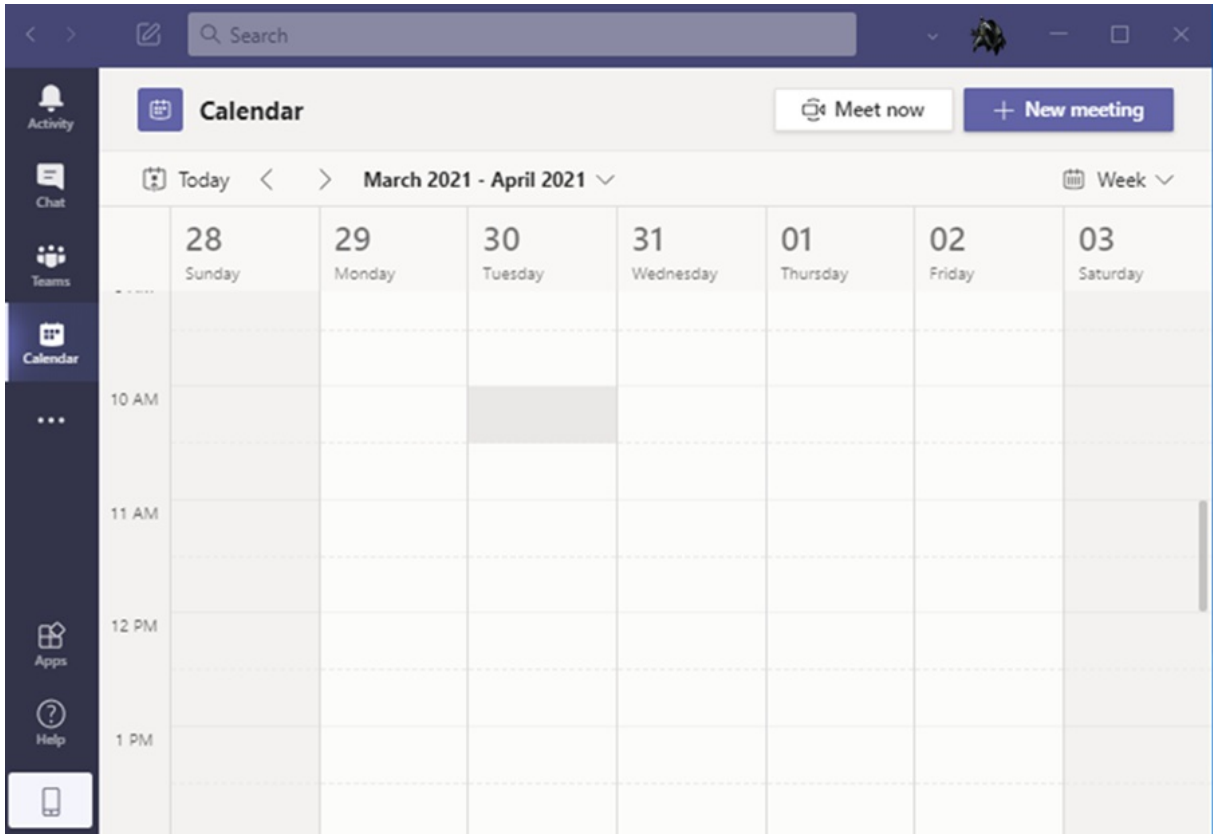 Search
Activity
Calendar
Meet now
New meeting
Chat
Today
March 2021 - April 2021
Week
Teams
28
Sunday
29
Monday
30
Tuesday
31
Wednesday
01
Thursday
02
Friday
03
Saturday
Calendar
10 AM
11 AM
12 PM
Apps
1 PM
Help